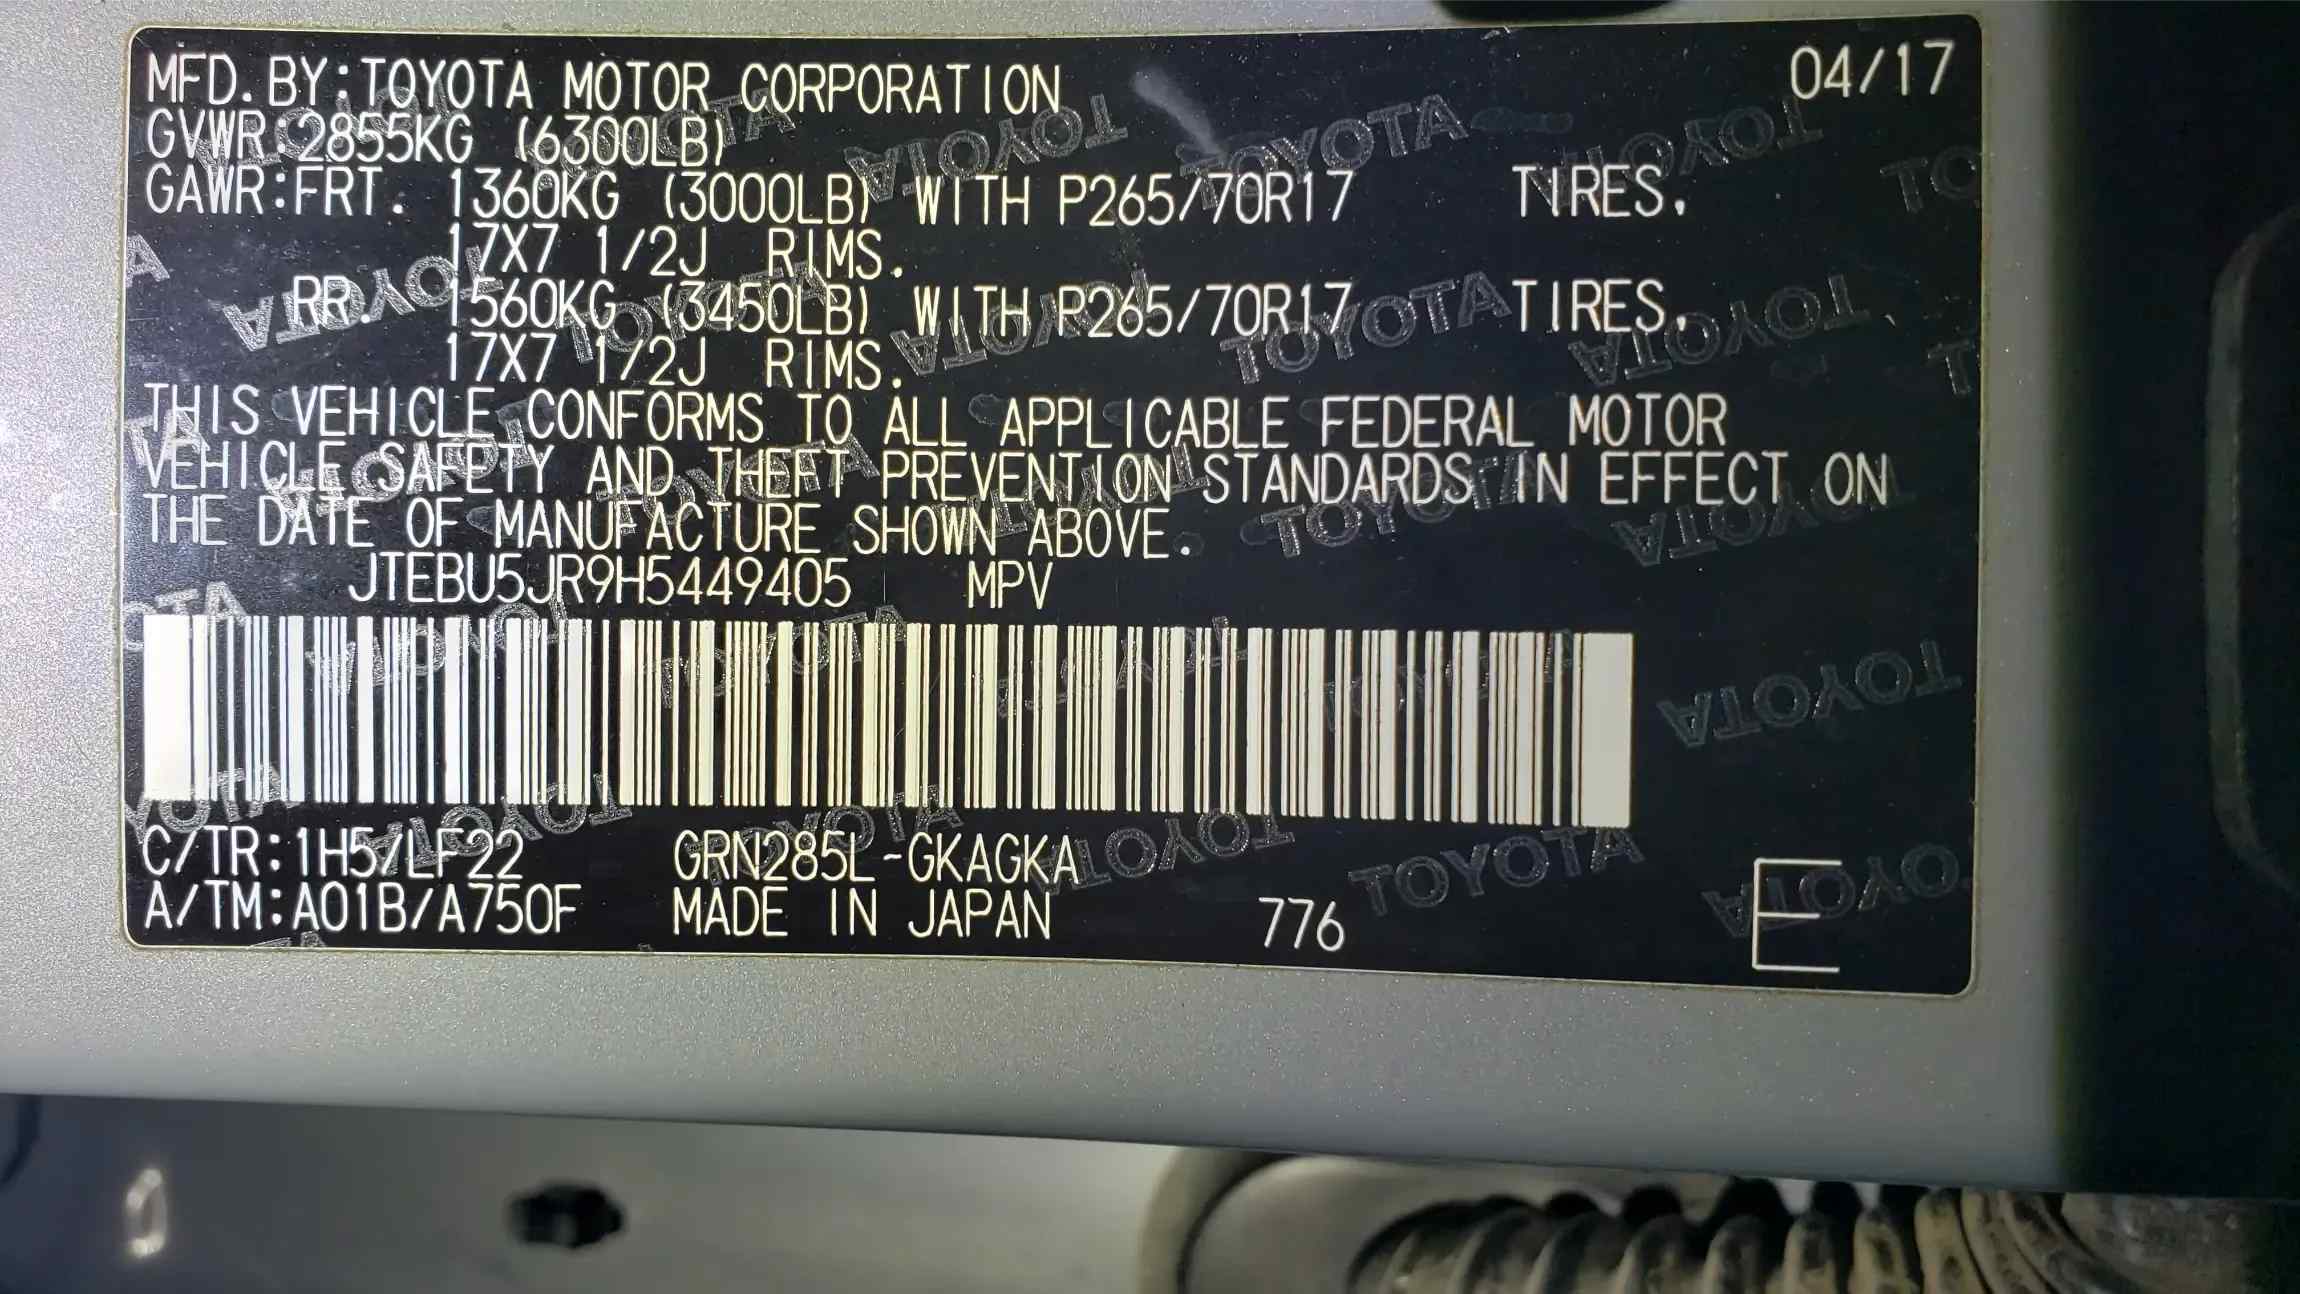 MFD.BY:TOYOTA MOTOR CORPORATION 04/17
GVWR:2855KG (6300LB)
GAWR:FRT. 1360KG (3000LB) WITH P265/70R17 TIRES.
17X7 1/2J RIMS.
RR. 1560KG (3450LB) WITH P265/70R17 TIRES.
17X7 1/2J RIMS.
THIS VEHICLE CONFORMS TO ALL APPLICABLE FEDERAL MOTOR
VEHICLE SAFETY AND THEFT PREVENTION STANDARDS IN EFFECT ON
THE DATE OF MANUFACTURE SHOWN ABOVE.
JTEBU5JR9H5449405 MPV
C/TR:1H5/LF22 GRN285L-GKAGKA
A/TM:A01B/A750F MADE IN JAPAN 776 E